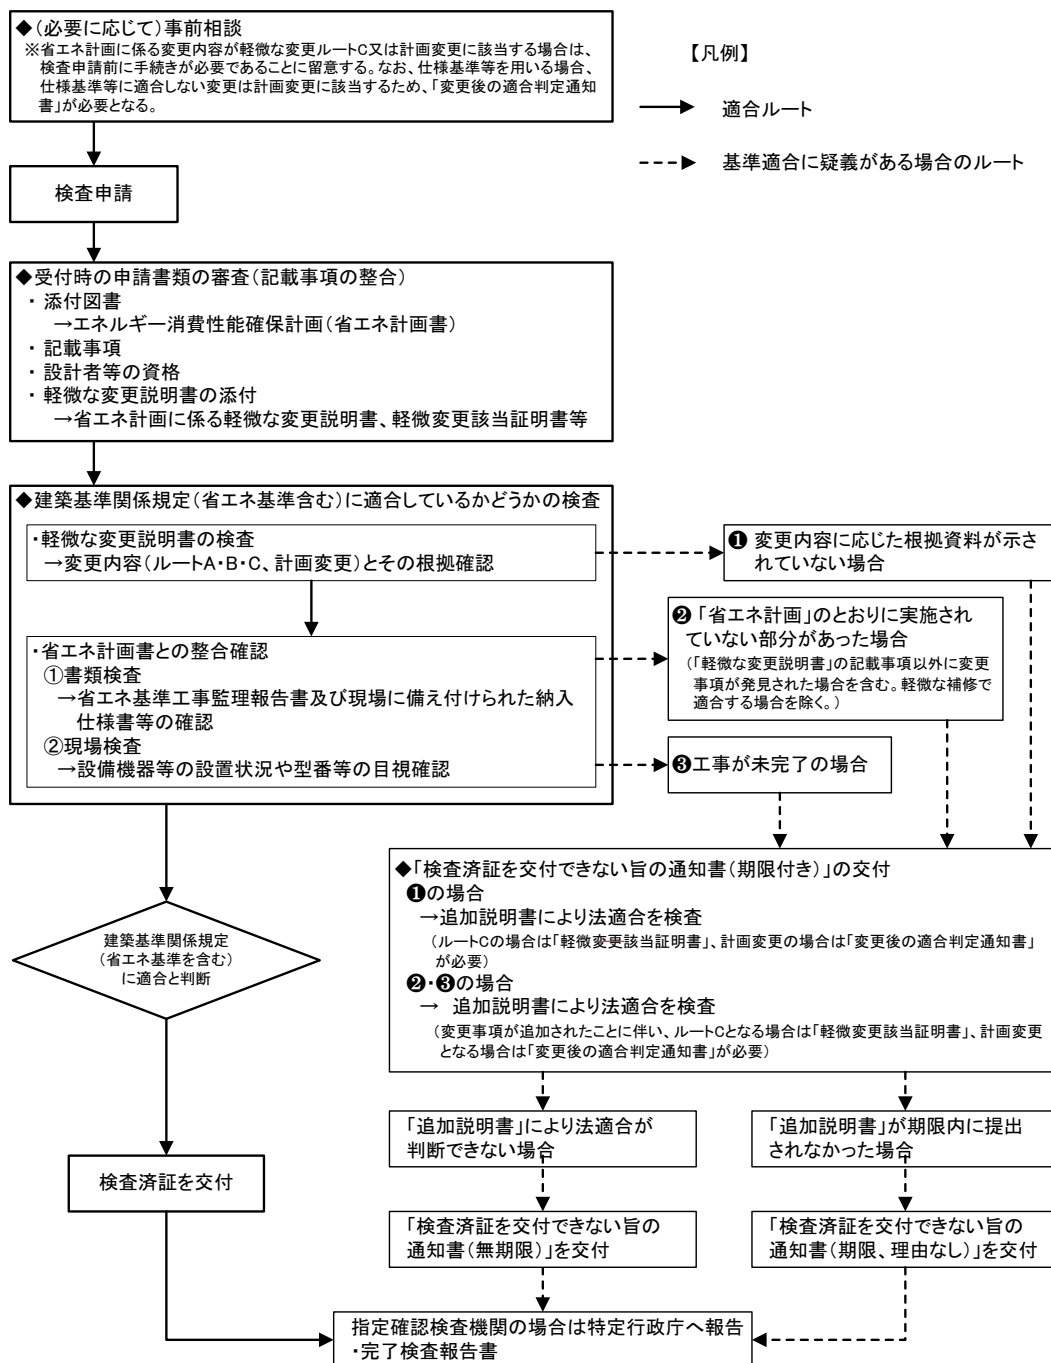 ◆(必要に応じて)事前相談
※省エネ計画に係る変更内容が軽微な変更ルートC又は計画変更に該当する場合は、
検査申請前に手続きが必要であることに留意する。なお、仕様基準等を用いる場合、
仕様基準等に適合しない変更は計画変更に該当するため、「変更後の適合判定通知
書」が必要となる。
【凡例】
適合ルート
基準適合に疑義がある場合のルート
検査申請
◆受付時の申請書類の審査(記載事項の整合)
・添付図書
→エネルギー消費性能確保計画(省エネ計画書)
・記載事項
・設計者等の資格
・軽微な変更説明書の添付
→省エネ計画に係る軽微な変更説明書、軽微変更該当証明書等
◆建築基準関係規定(省エネ基準含む)に適合しているかどうかの検査
・軽微な変更説明書の検査
→変更内容(ルートA・B・C、計画変更)とその根拠確認
❶ 変更内容に応じた根拠資料が示さ
れていない場合
・省エネ計画書との整合確認
①書類検査
→省エネ基準工事監理報告書及び現場に備え付けられた納入
仕様書等の確認
②現場検査
→設備機器等の設置状況や型番等の目視確認
❷「省エネ計画」のとおりに実施され
ていない部分があった場合
(「軽微な変更説明書」の記載事項以外に変更
事項が発見された場合を含む。軽微な補修で
適合する場合を除く。)
❸工事が未完了の場合
◆「検査済証を交付できない旨の通知書(期限付き)」の交付
❶の場合
→追加説明書により法適合を検査
(ルートCの場合は「軽微変更該当証明書」、計画変更の場合は「変更後の適合判定通知書」
が必要)
❷・❸の場合
→ 追加説明書により法適合を検査
(変更事項が追加されたことに伴い、ルートCとなる場合は「軽微変更該当証明書」、計画変更
となる場合は「変更後の適合判定通知書」が必要)
建築基準関係規定
(省エネ基準を含む)
に適合と判断
「追加説明書」により法適合が
判断できない場合
「追加説明書」が期限内に提出
されなかった場合
検査済証を交付
「検査済証を交付できない旨の
通知書(無期限)」を交付
「検査済証を交付できない旨の
通知書(期限、理由なし)」を交付
指定確認検査機関の場合は特定行政庁へ報告
・完了検査報告書